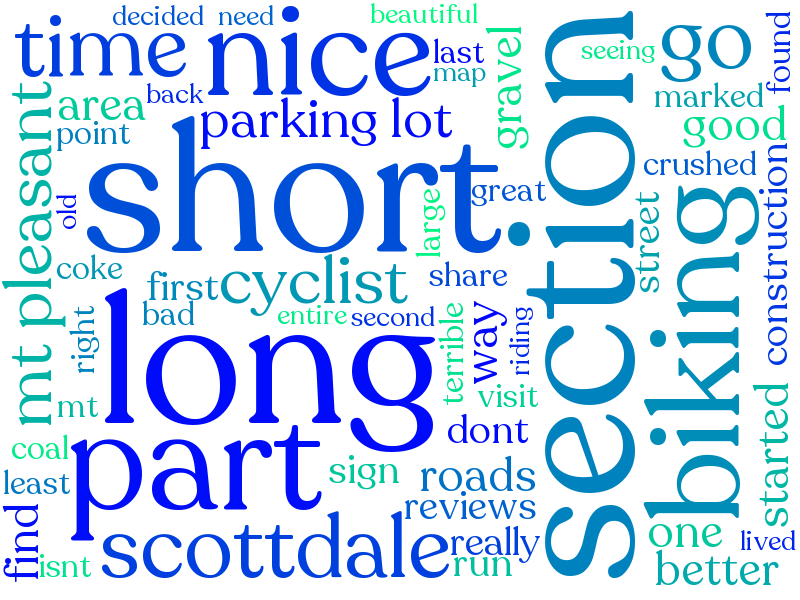 decided need
beautiful
time
nice
last
map
seeing
go
found
area
back
point
parking lot
gravel
marked
good
crushed
mt pleasant
short
great
old
large
section
street
biking
construction
coke
first
cyclist
share
bad
right
entire
second
terrible
way
riding
long
mt
visit
dont
coal
part
sign
roads
started
least
reviews
find
isnt
scottdale
really
run
one
lived
better